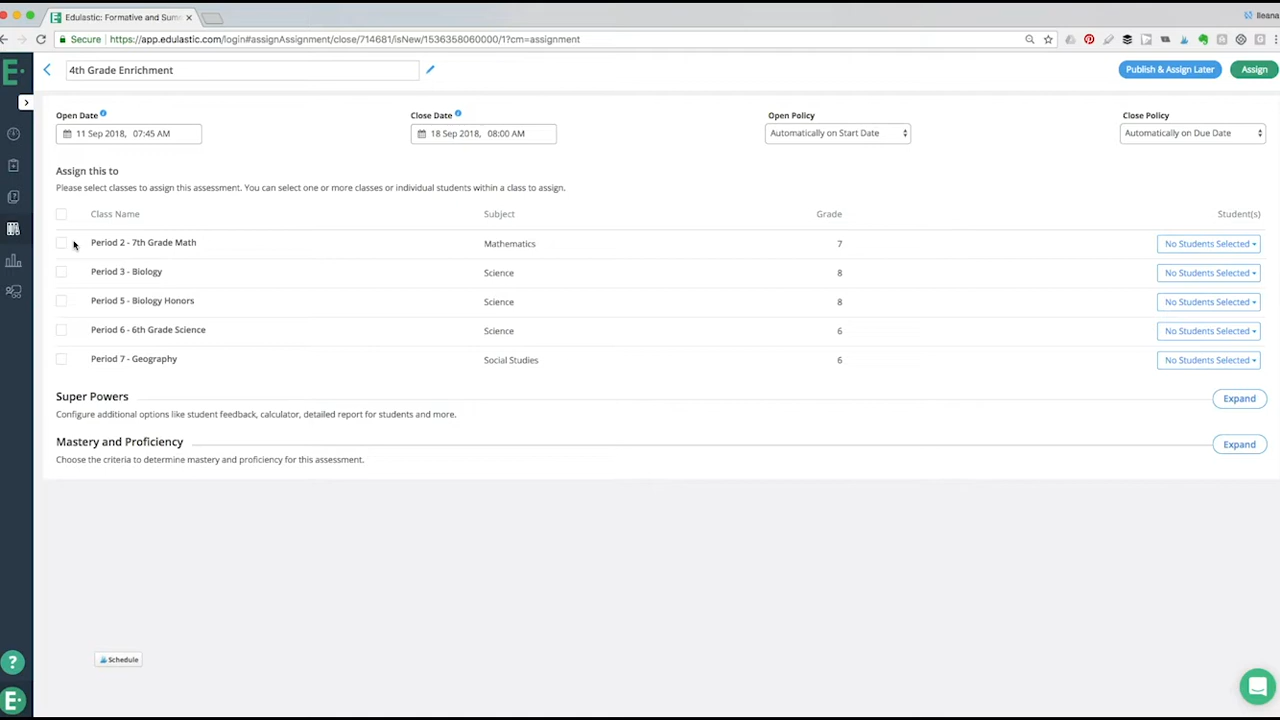 Edulastic: Formative and Sum
Ileana
Secure
https://app.edulastic.com/login#assignAssignment/close/714681/isNew/1536358060000/1?cm=assignment
4th Grade Enrichment
Publish & Assign Later
Assign
Open Date
Close Date
Open Policy
Close Policy
11 Sep 2018, 07:45 AM
18 Sep 2018, 08:00 AM
Automatically on Start Date
Automatically on Due Date
Assign this to
Please select classes to assign this assessment. You can select one or more classes or individual students within a class to assign.
Class Name Subject Grade Student(s)
Period 2 - 7th Grade Math Mathematics 7 No Students Selected
Period 3 - Biology Science 8 No Students Selected
Period 5 - Biology Honors Science 8 No Students Selected
Period 6 - 6th Grade Science Science 6 No Students Selected
Period 7 - Geography Social Studies 6 No Students Selected
Super Powers
Expand
Configure additional options like student feedback, calculator, detailed report for students and more.
Mastery and Proficiency
Expand
Choose the criteria to determine mastery and proficiency for this assessment.
Schedule